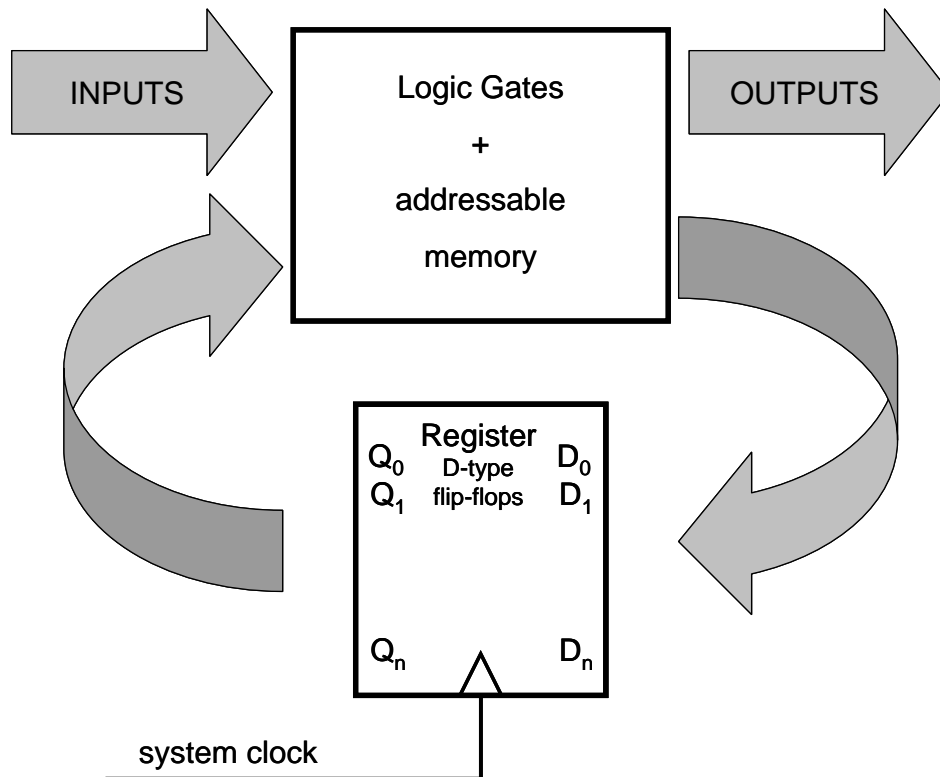 INPUTS
Logic Gates
+
addressable
memory
OUTPUTS
Register
Q0 D-type D0
Q1 flip-flops D1
Qn Dn
system clock